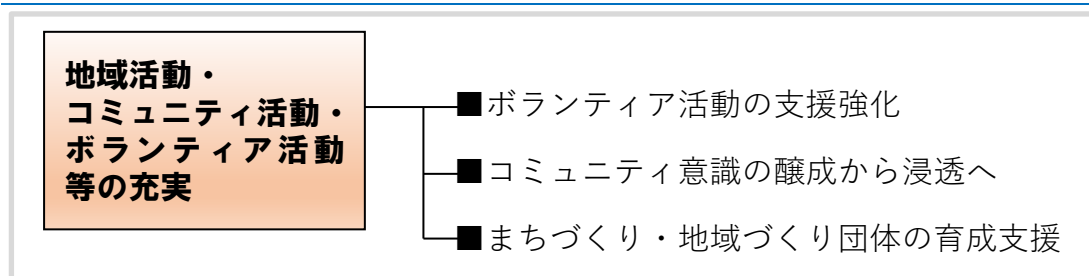 地域活動・
コミュニティ活動・
ボランティア活動
等の充実
■ボランティア活動の支援強化
■コミュニティ意識の醸成から浸透へ
■まちづくり・地域づくり団体の育成支援